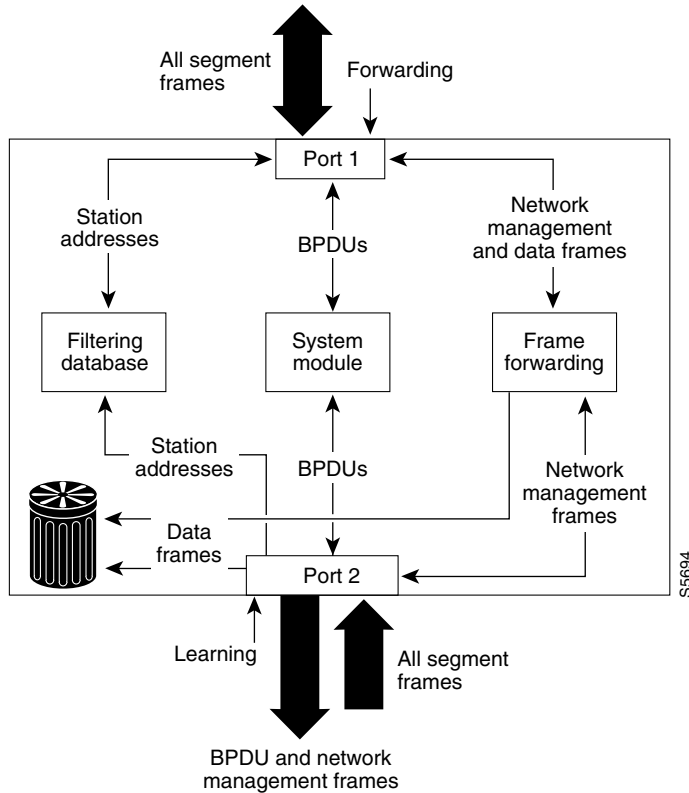 All segment
frames
Forwarding
Port 1
Station
addresses
BPDUs
Network
management
and data frames
Filtering
database
System
module
Frame
forwarding
Station
addresses
BPDUs
Network
management
frames
Data
frames
Port 2
S5694
Learning
All segment
frames
BPDU and network
management frames